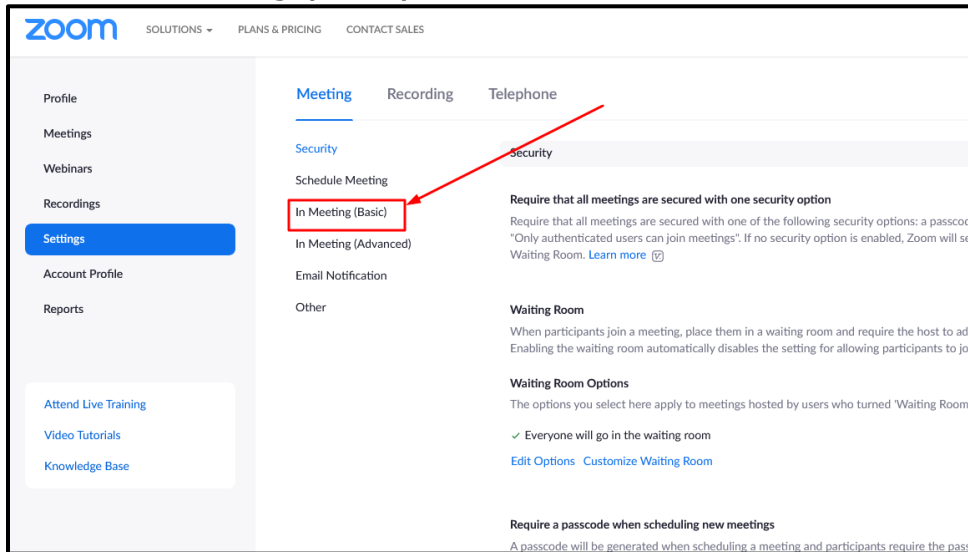 zoom SOLUTIONS PLANS & PRICING CONTACT SALES
Profile
Meetings
Webinars
Recordings
Settings
Account Profile
Reports
Attend Live Training
Video Tutorials
Knowledge Base
Meeting Recording Telephone
Security
Schedule Meeting
In Meeting (Basic)
In Meeting (Advanced)
Email Notification
Other
Security
Require that all meetings are secured with one security option
Require that all meetings are secured with one of the following security options: a passcod
"Only authenticated users can join meetings". If no security option is enabled, Zoom will se
Waiting Room. Learn more
Waiting Room
When participants join a meeting, place them in a waiting room and require the host to ad
Enabling the waiting room automatically disables the setting for allowing participants to jo
Waiting Room Options
The options you select here apply to meetings hosted by users who turned 'Waiting Room
✓ Everyone will go in the waiting room
Edit Options Customize Waiting Room
Require a passcode when scheduling new meetings
A passcode will be generated when scheduling a meeting and participants require the pass